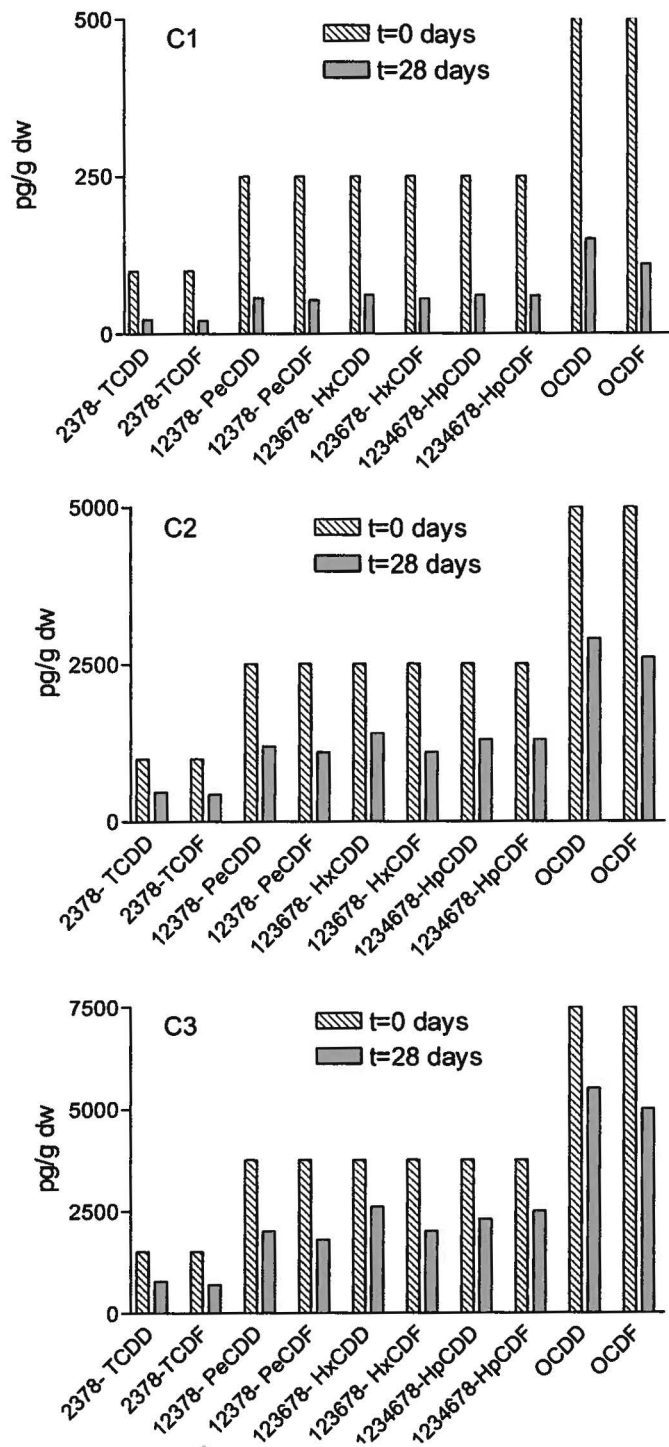 500
C1
t=0 days
t=28 days
pg/g dw
250
0
2378- TCDD
2378-TCDF
12378- PeCDD
12378- PeCDF
123678- HxCDD
123678- HxCDF
1234678-HpCDD
1234678-HpCDF
OCDD
OCDF
5000
C2
t=0 days
t=28 days
pg/g dw
2500
0
2378- TCDD
2378-TCDF
12378- PeCDD
12378- PeCDF
123678- HxCDD
123678- HxCDF
1234678-HpCDD
1234678-HpCDF
OCDD
OCDF
7500
C3
t=0 days
t=28 days
pg/g dw
5000
2500
0
2378- TCDD
2378-TCDF
12378- PeCDD
12378- PeCDF
123678- HxCDD
123678- HxCDF
1234678-HpCDD
1234678-HpCDF
OCDD
OCDF